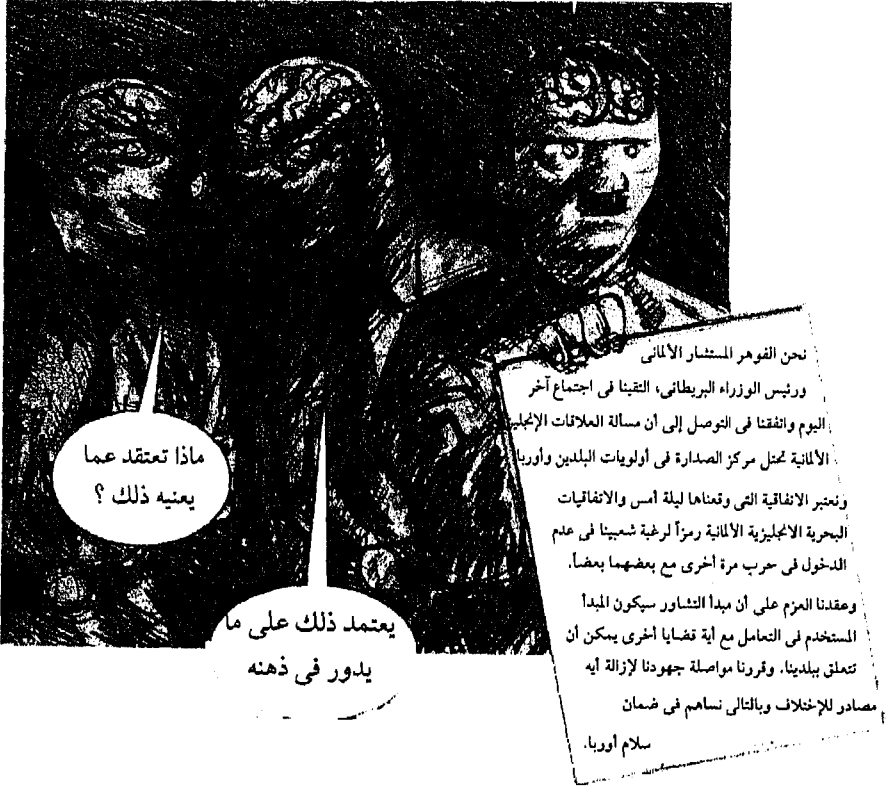 ماذا تعتقد عما
يعنيه ذلك ؟
يعتمد ذلك على ما
يدور فى ذهنه
نحن الفوهر المستشار الألمانى
ورئيس الوزراء البريطانى، التقينا فى اجتماع آخر
اليوم واتفقنا فى التوصل إلى أن مسألة العلاقات
الألمانية تحتل مركز الصدارة فى أولويات البلدين وأوربا
ونعتبر الاتفاقية التى وقعناها ليلة أمس والاتفاقيات
البحرية الانجليزية الألمانية رمزاً لرغبة شعبينا فى عدم
الدخول فى حرب مرة أخرى مع بعضهما بعضاً.
وعقدنا العزم على أن مبدأ التشاور سيكون المبدأ
المستخدم فى التعامل مع أية قضايا أخرى يمكن أن
تتعلق ببلدينا. وقررنا مواصلة جهودنا لإزالة أيه
مصادر للإختلاف وبالتالى نساهم فى ضمان
سلام أوربا.